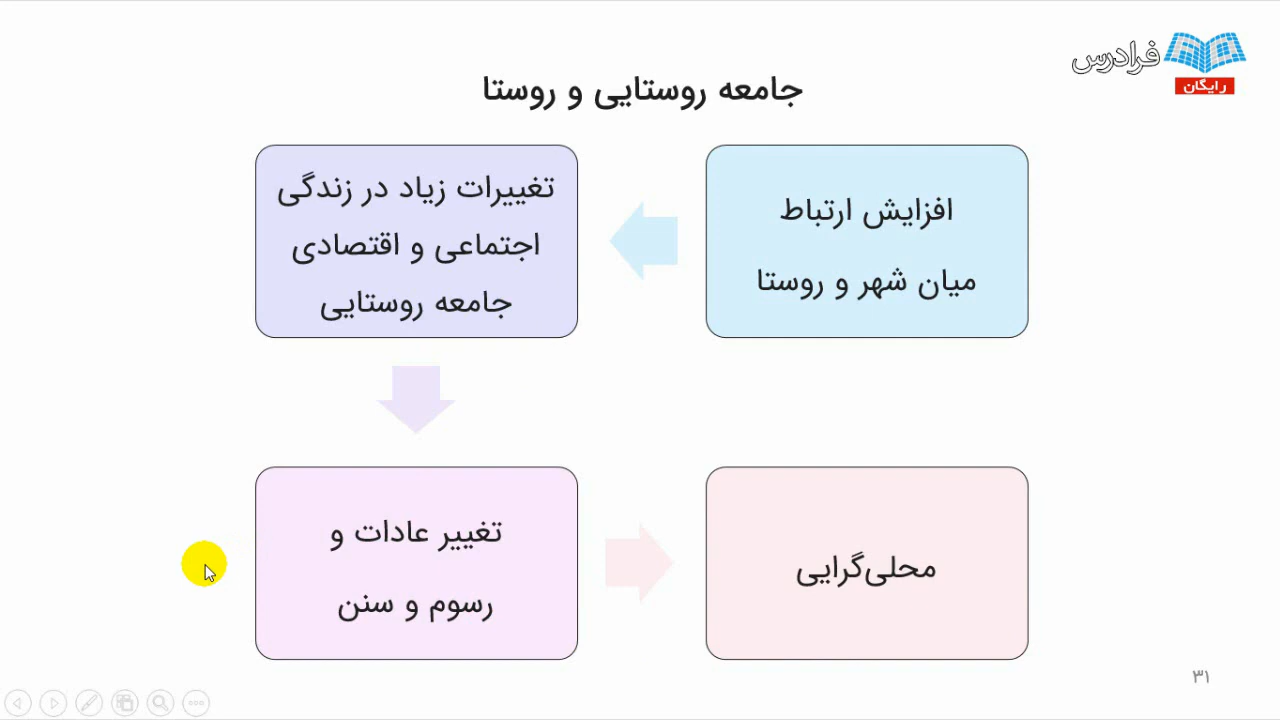 فرادرس
رایگان
جامعه روستایی و روستا
افزایش ارتباط
میان شهر و روستا
تغییرات زیاد در زندگی
اجتماعی و اقتصادی
جامعه روستایی
تغییر عادات و
رسوم و سنن
محلی‌گرایی
۳۱